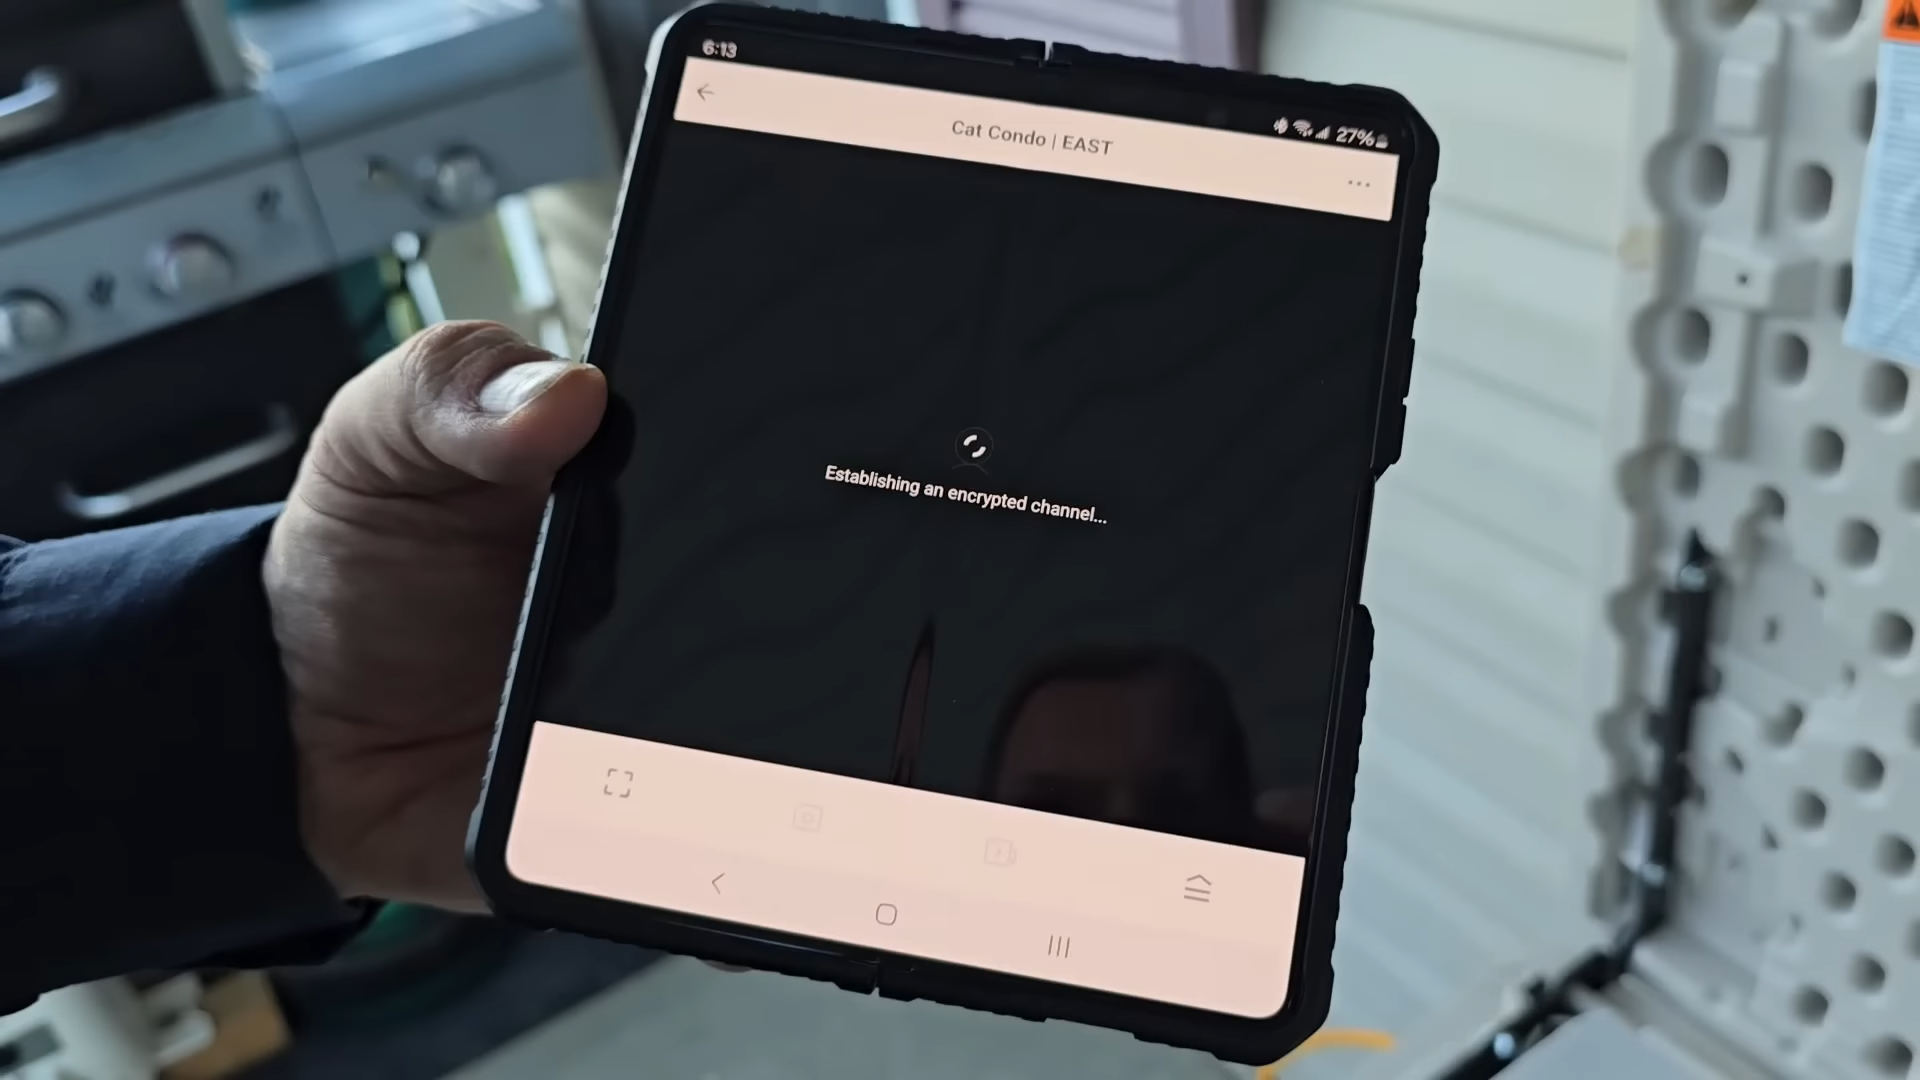 6:13
27%
Cat Condo | EAST
Establishing an encrypted channel...